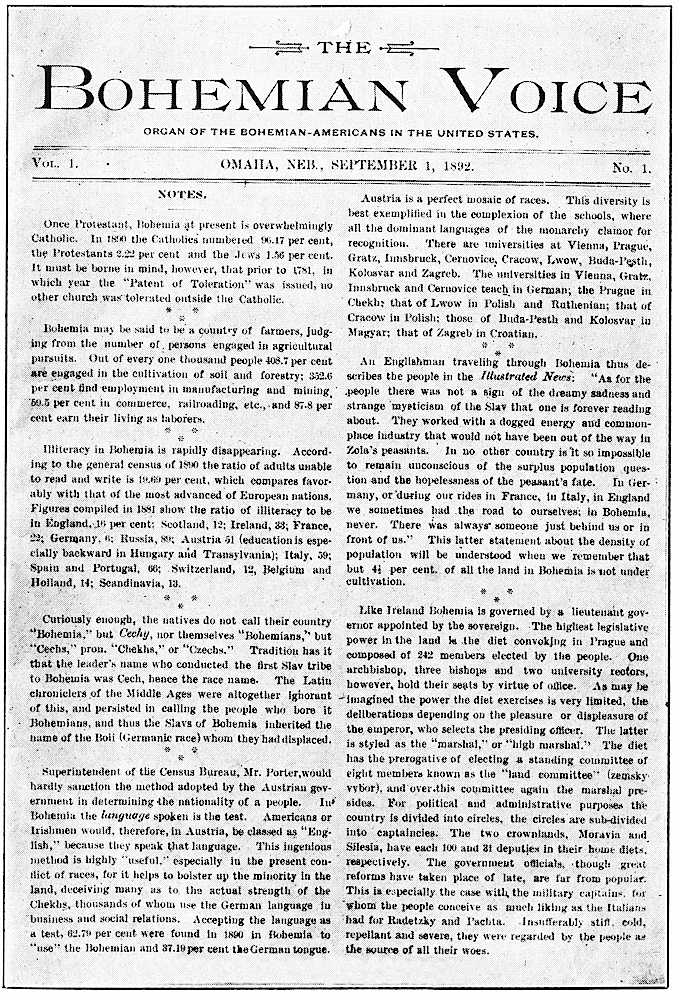 THE
BOHEMIAN VOICE
ORGAN OF THE BOHEMIAN-AMERICANS IN THE UNITED STATES.
VOL. 1.
OMAHA, NEB., SEPTEMBER 1, 1892.
NO. 1.
NOTES.
Once Protestant, Bohemia at present is overwhelmingly
Catholic. In 1890 the Catholics numbered 96.17 per cent,
the Protestants 2.22 per cent and the Jews 1.56 per cent.
It must be borne in mind, however, that prior to 1781, in
which year the "Patent of Toleration" was issued, no
other church was tolerated outside the Catholic.
* * *
Bohemia may be said to be a country of farmers, judg-
ing from the number of persons engaged in agricultural
pursuits. Out of every one thousand people 408.7 per cent
are engaged in the cultivation of soil and forestry; 352.6
per cent find employment in manufacturing and mining,
59.5 per cent in commerce, railroading, etc., and 87.8 per
cent earn their living as laborers.
* * *
Illiteracy in Bohemia is rapidly disappearing. Accord-
ing to the general census of 1890 the ratio of adults unable
to read and write is 19.69 per cent, which compares favor-
ably with that of the most advanced of European nations.
Figures compiled in 1881 show the ratio of illiteracy to be
in England, 16 per cent; Scotland, 12; Ireland, 33; France,
22; Germany, 6; Russia, 89; Austria 51 (education is espe-
cially backward in Hungary and Transylvania); Italy, 59;
Spain and Portugal, 66; Switzerland, 12, Belgium and
Holland, 14; Scandinavia, 13.
* * *
Curiously enough, the natives do not call their country
"Bohemia," but Cechy, nor themselves "Bohemians," but
"Cechs," pron. "Chekhs," or "Czechs." Tradition has it
that the leader's name who conducted the first Slav tribe
to Bohemia was Cech, hence the race name. The Latin
chroniclers of the Middle Ages were altogether ignorant
of this, and persisted in calling the people who bore it
Bohemians, and thus the Slavs of Bohemia inherited the
name of the Boii (Germanic race) whom they had displaced.
* * *
Superintendent of the Census Bureau, Mr. Porter, would
hardly sanction the method adopted by the Austrian gov-
ernment in determining the nationality of a people. In
Bohemia the language spoken is the test. Americans or
Irishmen would, therefore, in Austria, be classed as "Eng-
lish," because they speak that language. This ingenious
method is highly "useful," especially in the present con-
flict of races, for it helps to bolster up the minority in the
land, deceiving many as to the actual strength of the
Chekhs, thousands of whom use the German language in
business and social relations. Accepting the language as
a test, 62.79 per cent were found in 1890 in Bohemia to
"use" the Bohemian and 37.19 per cent the German tongue.
Austria is a perfect mosaic of races. This diversity is
best exemplified in the complexion of the schools, where
all the dominant languages of the monarchy clamor for
recognition. There are universities at Vienna, Prague,
Gratz, Innsbruck, Cernovice, Cracow, Lwow, Buda-Pesth,
Kolosvar and Zagreb. The universities in Vienna, Gratz,
Innsbruck and Cernovice teach in German; the Prague in
Chekh; that of Lwow in Polish and Ruthenian; that of
Cracow in Polish; those of Buda-Pesth and Kolosvar in
Magyar; that of Zagreb in Croatian.
* * *
An Englishman traveling through Bohemia thus de-
scribes the people in the Illustrated News: "As for the
people there was not a sign of the dreamy sadness and
strange mysticism of the Slav that one is forever reading
about. They worked with a dogged energy and common-
place industry that would not have been out of the way in
Zola's peasants. In no other country is it so impossible
to remain unconscious of the surplus population ques-
tion and the hopelessness of the peasant's fate. In Ger-
many, or during our rides in France, in Italy, in England
we sometimes had the road to ourselves; in Bohemia,
never. There was always someone just behind us or in
front of us." This latter statement about the density of
population will be understood when we remember that
but 4½ per cent. of all the land in Bohemia is not under
cultivation.
* * *
Like Ireland Bohemia is governed by a lieutenant gov-
ernor appointed by the sovereign. The highest legislative
power in the land is the diet convoking in Prague and
composed of 242 members elected by the people. One
archbishop, three bishops and two university rectors,
however, hold their seats by virtue of office. As may be
imagined the power the diet exercises is very limited, the
deliberations depending on the pleasure or displeasure of
the emperor, who selects the presiding officer. The latter
is styled as the "marshal," or "high marshal." The diet
has the prerogative of electing a standing committee of
eight members known as the "land committee" (zemsky
vybor), and over this committee again the marshal pre-
sides. For political and administrative purposes the
country is divided into circles, the circles are sub-divided
into captaincies. The two crownlands, Moravia and
Silesia, have each 100 and 31 deputies in their home diets,
respectively. The government officials, though great
reforms have taken place of late, are far from popular.
This is especially the case with the military captains, for
whom the people conceive as much liking as the Italians
had for Radetzky and Pachta. Insufferably stiff, cold,
repellant and severe, they were regarded by the people as
the source of all their woes.